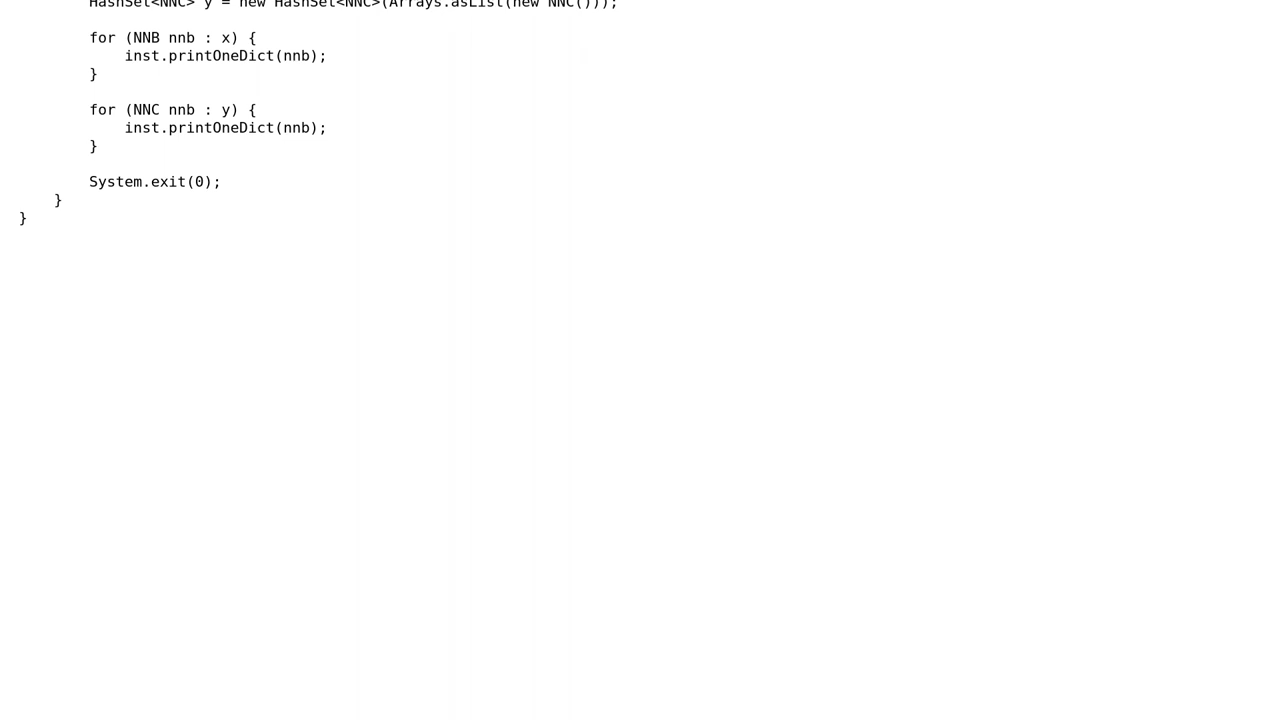 HashSet<NNC> y = new HashSet<NNC>(Arrays.asList(new NNC()));
for (NNB nnb : x) {
inst.printOneDict(nnb);
}
for (NNC nnb : y) {
inst.printOneDict(nnb);
}
System.exit(0);
}
}